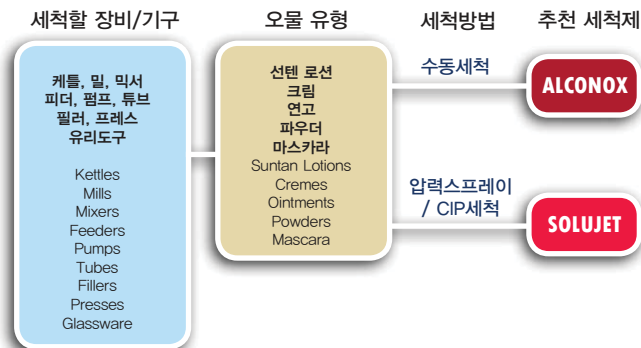 세척할 장비/기구
오물 유형
세척방법
추천 세척제
케틀, 밀, 믹서
피더, 펌프, 튜브
필러, 프레스
유리도구
Kettles
Mills
Mixers
Feeders
Pumps
Tubes
Fillers
Presses
Glassware
선텐 로션
크림
연고
파우더
마스카라
Suntan Lotions
Cremes
Ointments
Powders
Mascara
수동세척
ALCONOX
압력스프레이
/ CIP세척
SOLUJET